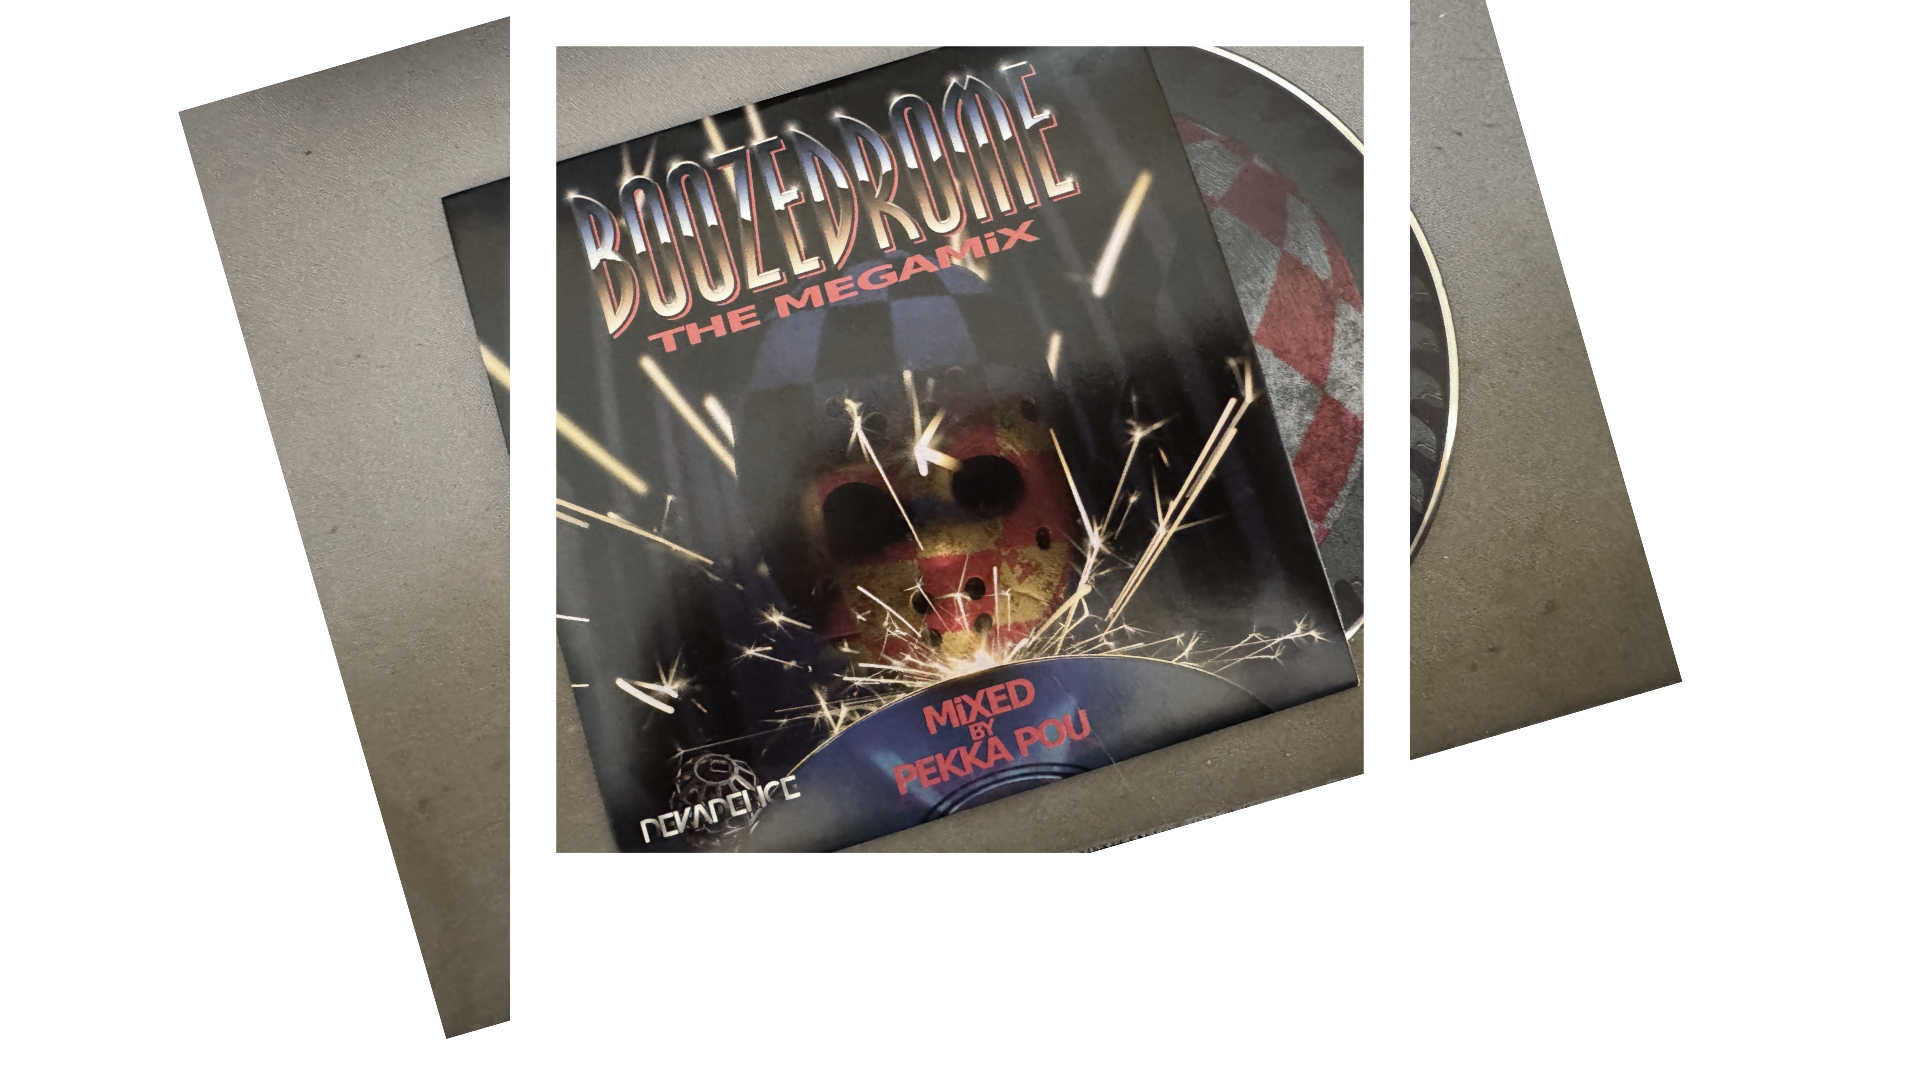 BOOZEDROME
THE MEGAMiX
MiXED
BY
PEKKA POU
DEKADENCE